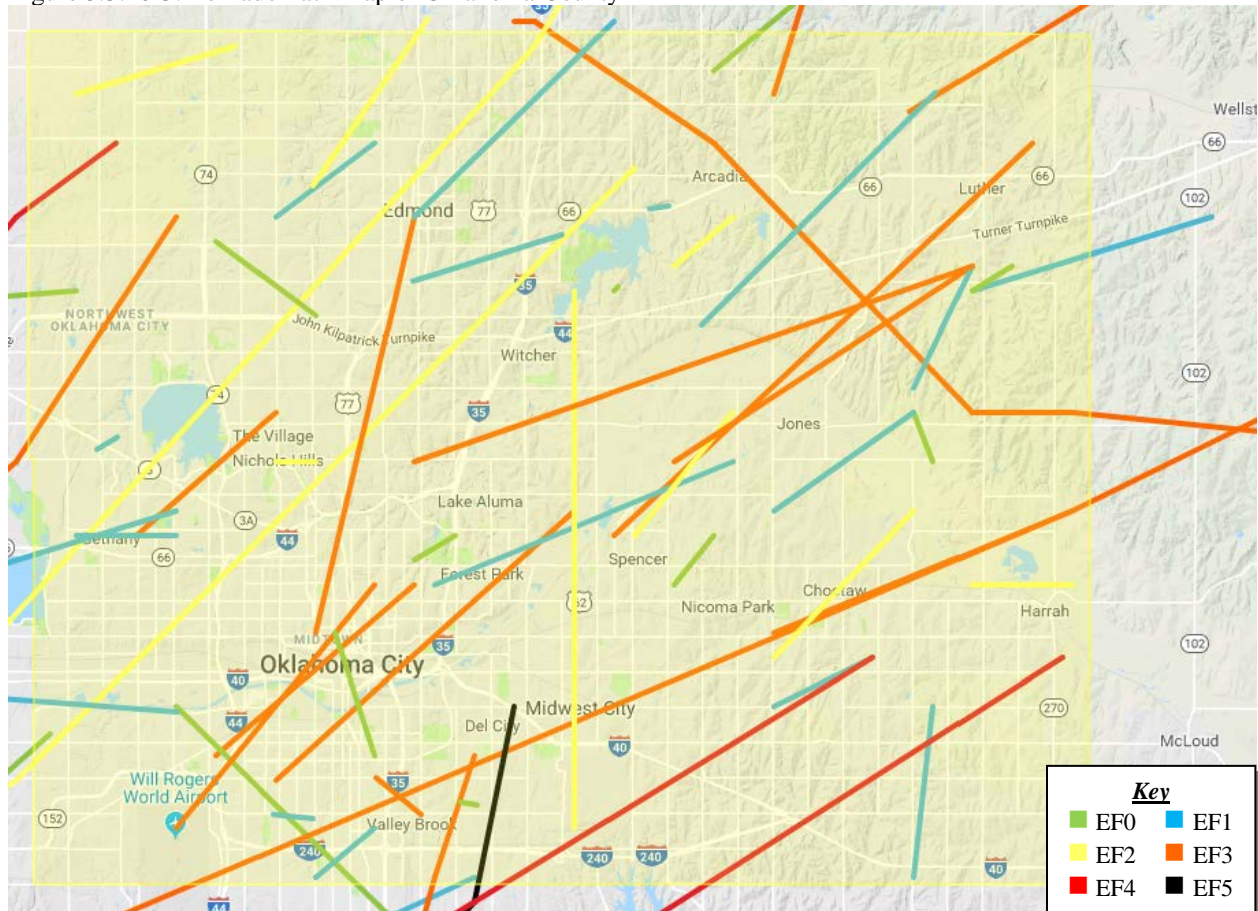 35
Wellst
66
74
Arcadia
66
66
Luther
102
Edmond
77
66
Turner Turnpike
35
NORTHWEST
OKLAHOMA CITY
John Kilpatrick Turnpike
44
Witcher
102
74
77
35
The Village
Jones
Nichols Hills
3
Lake Aluma
3A
Bethany
44
66
Spencer
Forest Park
Choctaw
62
Nicoma Park
Harrah
MIDTOWN
35
102
Oklahoma City
40
44
Midwest City
270
Del City
40
McLoud
Will Rogers
World Airport
35
152
Valley Brook
240
240
240
40
44
Key
EF0
EF1
EF2
EF3
EF4
EF5